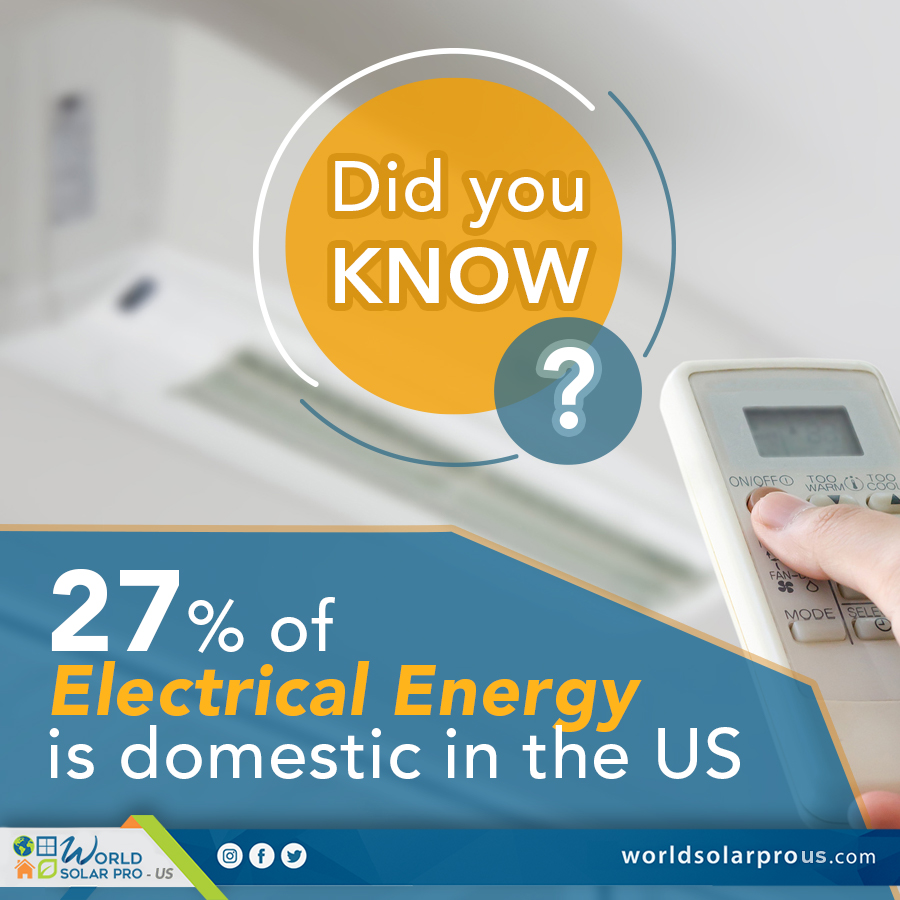 Did you
KNOW
?
ON/OFF TOO WARM i TOO COOL
FAN
MODE SELE
27% of
Electrical Energy
is domestic in the US
WORLD
SOLAR PRO - US
worldsolarprous.com